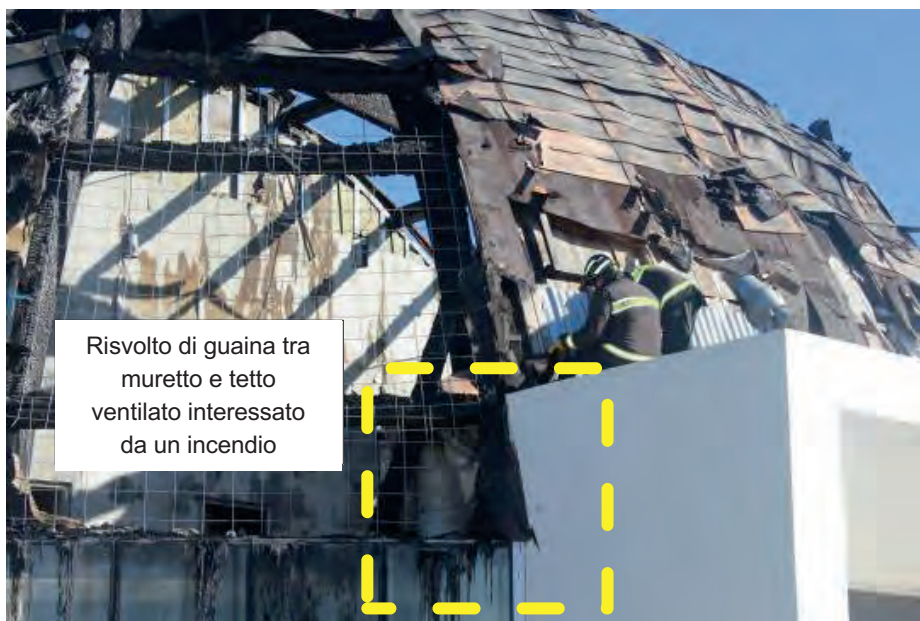 Risvolto di guaina tra
muretto e tetto
ventilato interessato
da un incendio